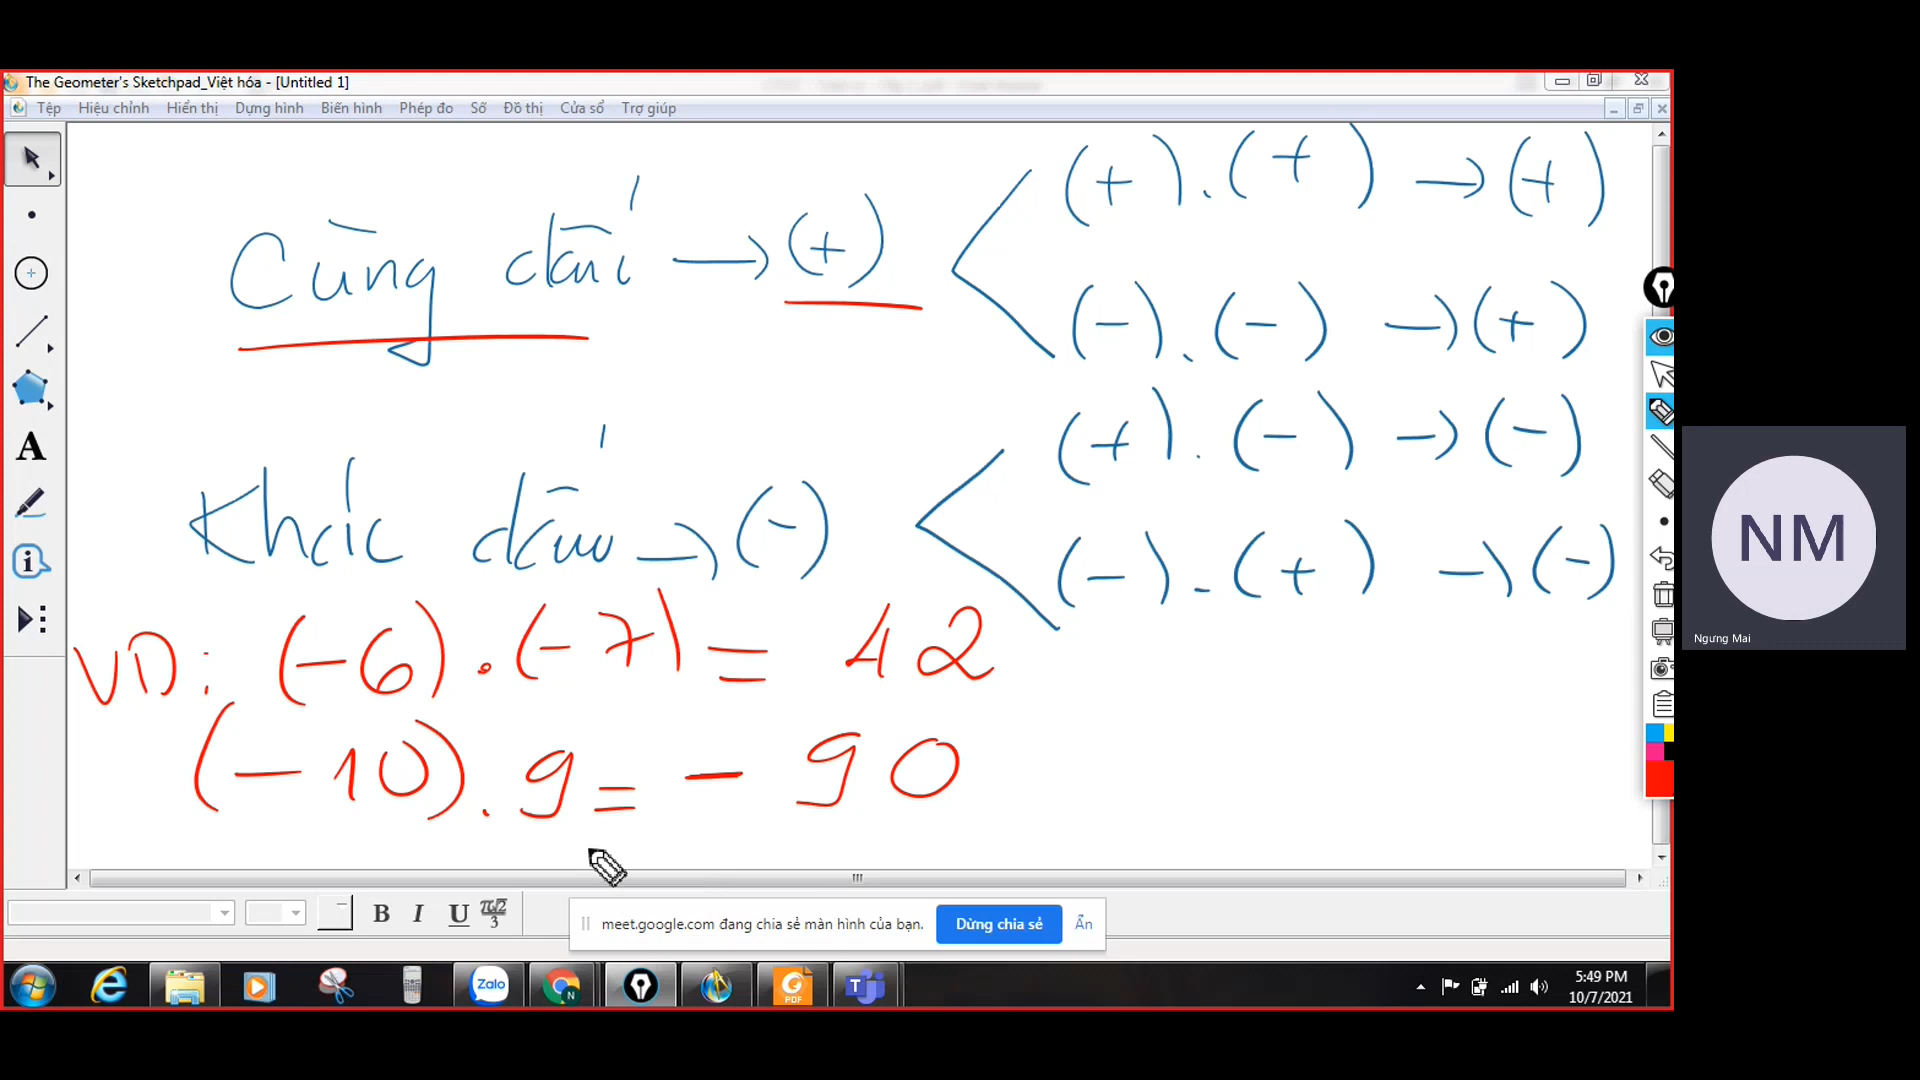 The Geometer's Sketchpad_Việt hóa - [Untitled 1]
Tệp Hiệu chỉnh Hiển thị Dựng hình Biến hình Phép đo Số Đồ thị Cửa sổ Trợ giúp
Cùng dấu → (+)
(+) . (+) → (+)
(-) . (-) → (+)
Khác dấu → (-)
(+) . (-) → (-)
(-) . (+) → (-)
VD: (-6) . (-7) = 42
(-10) . 9 = - 90
A
B I U
meet.google.com đang chia sẻ màn hình của bạn. Dừng chia sẻ Ẩn
Zalo
N
PDF
T
5:49 PM
10/7/2021
NM
Ngưng Mai